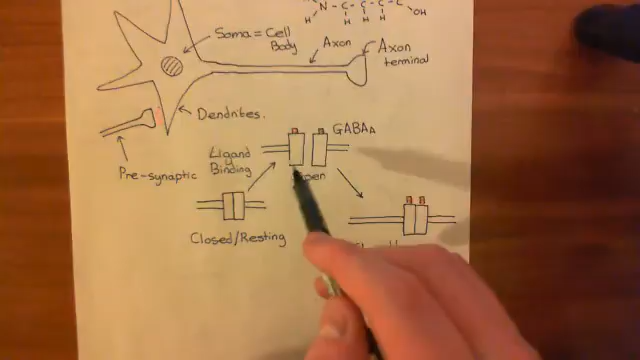 H N - C - C - C - C OH
H H H H
Soma = Cell
Body
Axon
Axon
terminal
Dendrites.
Pre-synaptic
GABAA
Ligand
Binding
Closed/Resting